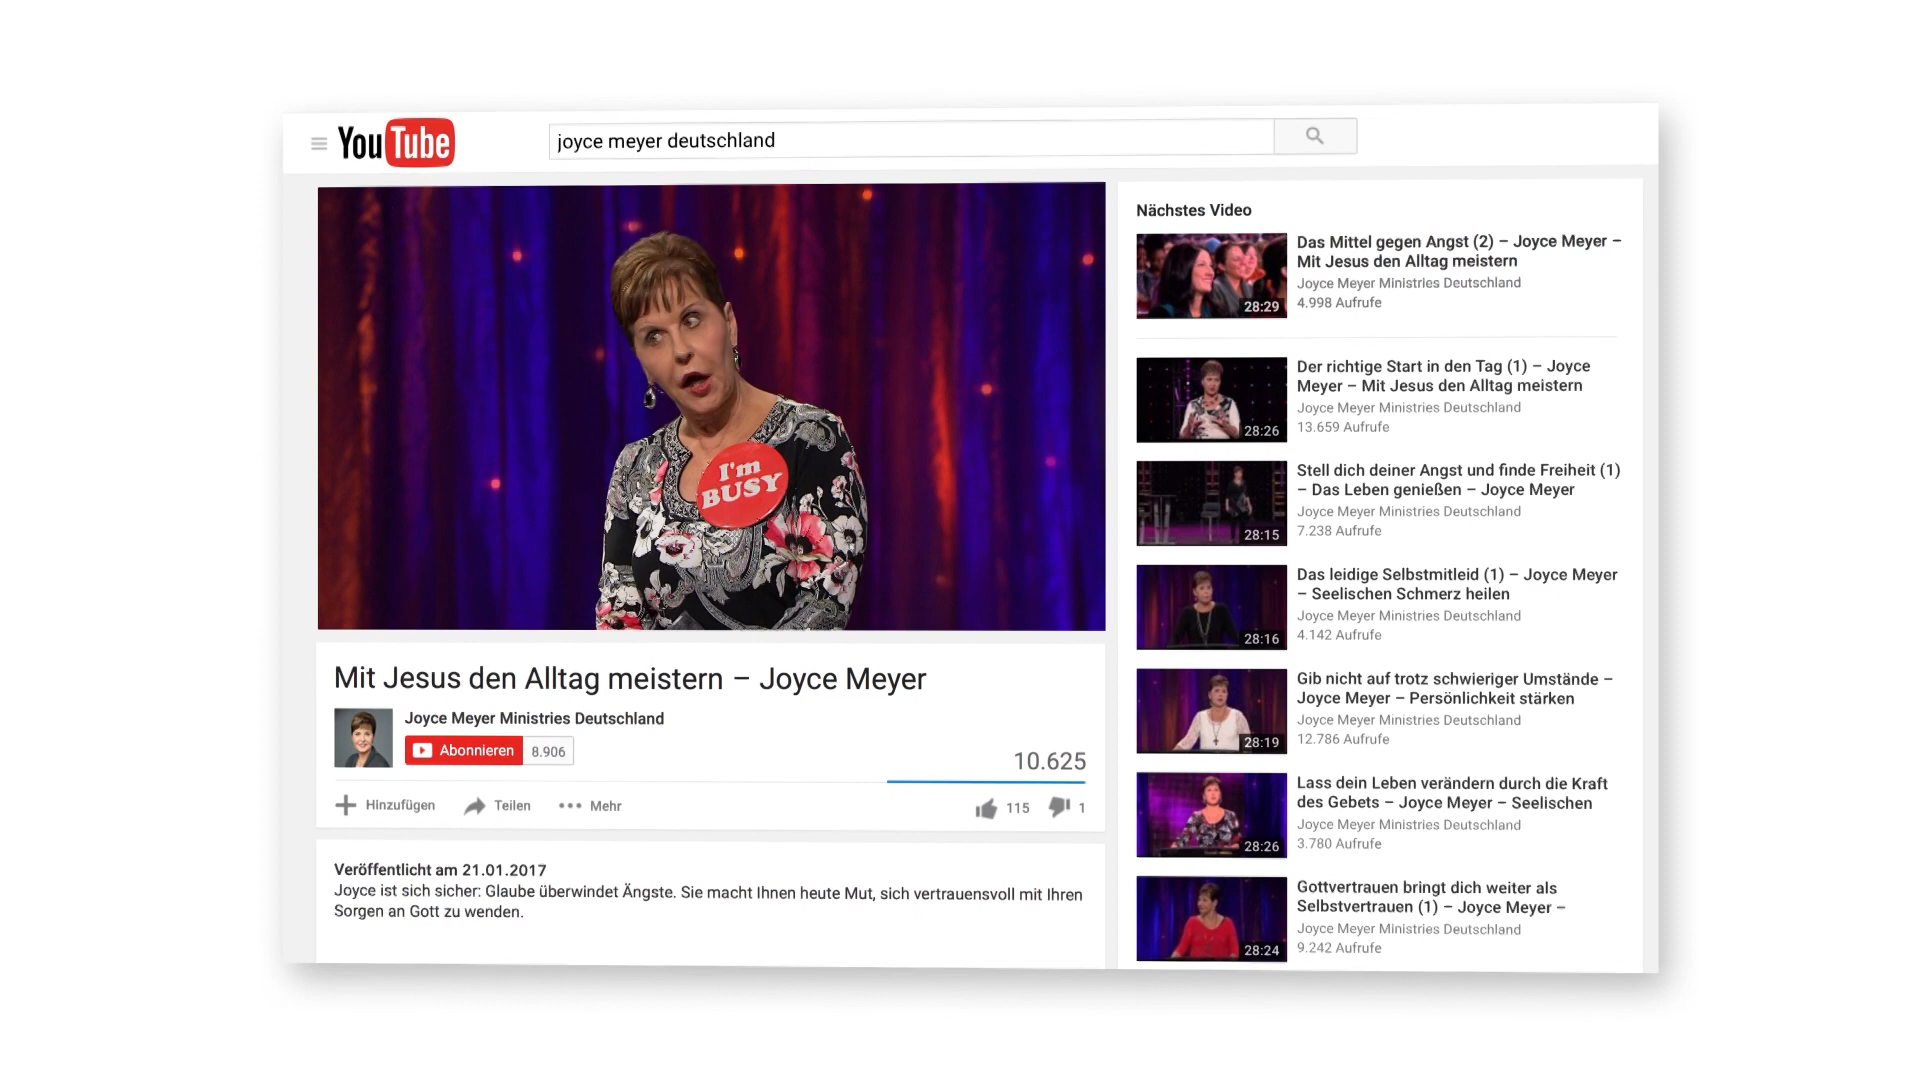 YouTube
joyce meyer deutschland
I'm
BUSY
Mit Jesus den Alltag meistern – Joyce Meyer
Joyce Meyer Ministries Deutschland
Abonnieren 8.906
10.625
Hinzufügen Teilen Mehr 115 1
Veröffentlicht am 21.01.2017
Joyce ist sich sicher: Glaube überwindet Ängste. Sie macht Ihnen heute Mut, sich vertrauensvoll mit Ihren
Sorgen an Gott zu wenden.
Nächstes Video
28:29
Das Mittel gegen Angst (2) – Joyce Meyer –
Mit Jesus den Alltag meistern
Joyce Meyer Ministries Deutschland
4.998 Aufrufe
28:26
Der richtige Start in den Tag (1) – Joyce
Meyer – Mit Jesus den Alltag meistern
Joyce Meyer Ministries Deutschland
13.659 Aufrufe
28:15
Stell dich deiner Angst und finde Freiheit (1)
– Das Leben genießen – Joyce Meyer
Joyce Meyer Ministries Deutschland
7.238 Aufrufe
28:16
Das leidige Selbstmitleid (1) – Joyce Meyer
– Seelischen Schmerz heilen
Joyce Meyer Ministries Deutschland
4.142 Aufrufe
28:19
Gib nicht auf trotz schwieriger Umstände –
Joyce Meyer – Persönlichkeit stärken
Joyce Meyer Ministries Deutschland
12.786 Aufrufe
28:26
Lass dein Leben verändern durch die Kraft
des Gebets – Joyce Meyer – Seelischen
Joyce Meyer Ministries Deutschland
3.780 Aufrufe
28:24
Gottvertrauen bringt dich weiter als
Selbstvertrauen (1) – Joyce Meyer –
Joyce Meyer Ministries Deutschland
9.242 Aufrufe